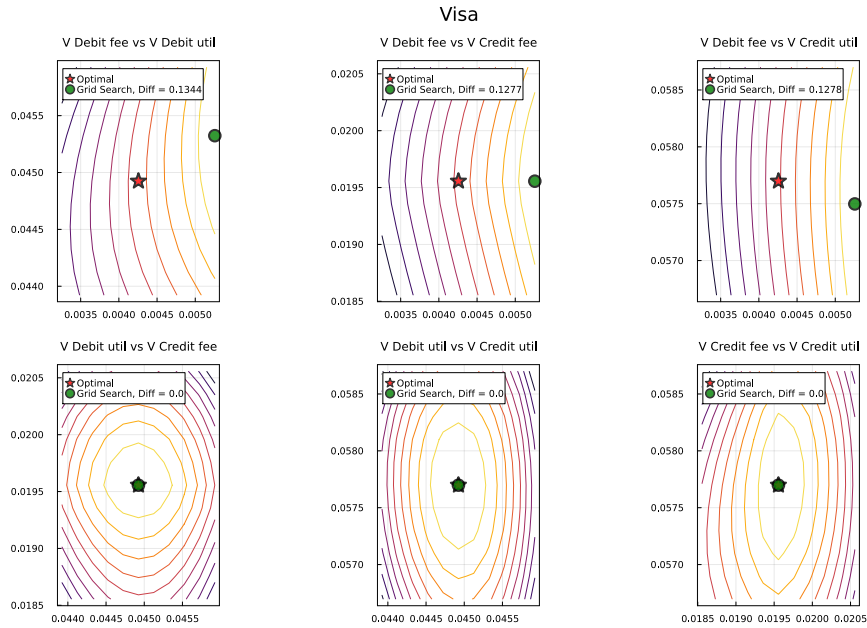 Visa
V Debit fee vs V Debit util
V Debit fee vs V Credit fee
V Debit fee vs V Credit util
Optimal
Grid Search, Diff = 0.1344
Optimal
Grid Search, Diff = 0.1277
Optimal
Grid Search, Diff = 0.1278
0.0455
0.0450
0.0445
0.0440
0.0205
0.0200
0.0195
0.0190
0.0185
0.0585
0.0580
0.0575
0.0570
0.0035 0.0040 0.0045 0.0050
0.0035 0.0040 0.0045 0.0050
0.0035 0.0040 0.0045 0.0050
V Debit util vs V Credit fee
V Debit util vs V Credit util
V Credit fee vs V Credit util
Optimal
Grid Search, Diff = 0.0
Optimal
Grid Search, Diff = 0.0
Optimal
Grid Search, Diff = 0.0
0.0205
0.0200
0.0195
0.0190
0.0185
0.0585
0.0580
0.0575
0.0570
0.0585
0.0580
0.0575
0.0570
0.0440 0.0445 0.0450 0.0455
0.0440 0.0445 0.0450 0.0455
0.0185 0.0190 0.0195 0.0200 0.0205